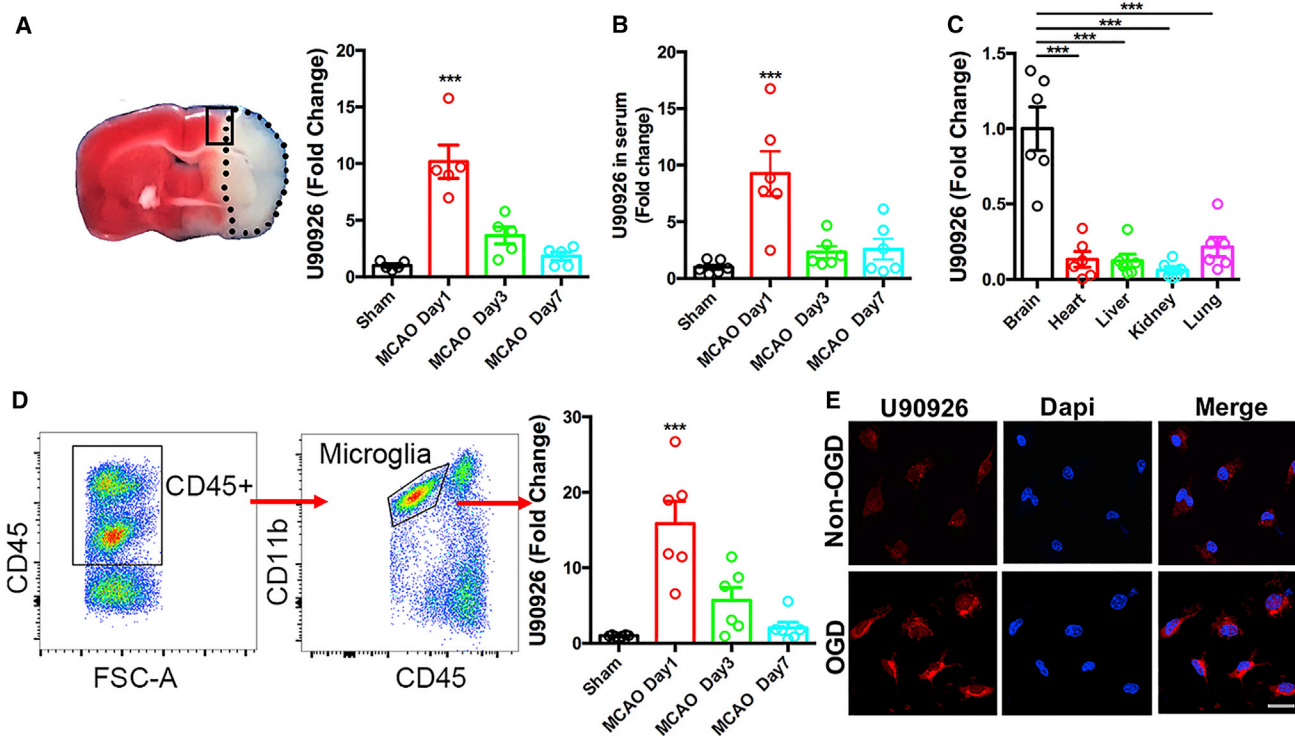 A
U90926 (Fold Change)
20
15
10
5
0
***
Sham
MCAO Day1
MCAO Day3
MCAO Day7
B
U90926 in serum
(Fold change)
20
15
10
5
0
***
Sham
MCAO Day1
MCAO Day3
MCAO Day7
C
U90926 (Fold Change)
1.5
1.0
0.5
0.0
***
***
***
***
Brain
Heart
Liver
Kidney
Lung
D
CD45
CD45+
FSC-A
Microglia
CD11b
CD45
U90926 (Fold Change)
30
20
10
0
***
Sham
MCAO Day1
MCAO Day3
MCAO Day7
E
U90926
Dapi
Merge
Non-OGD
OGD